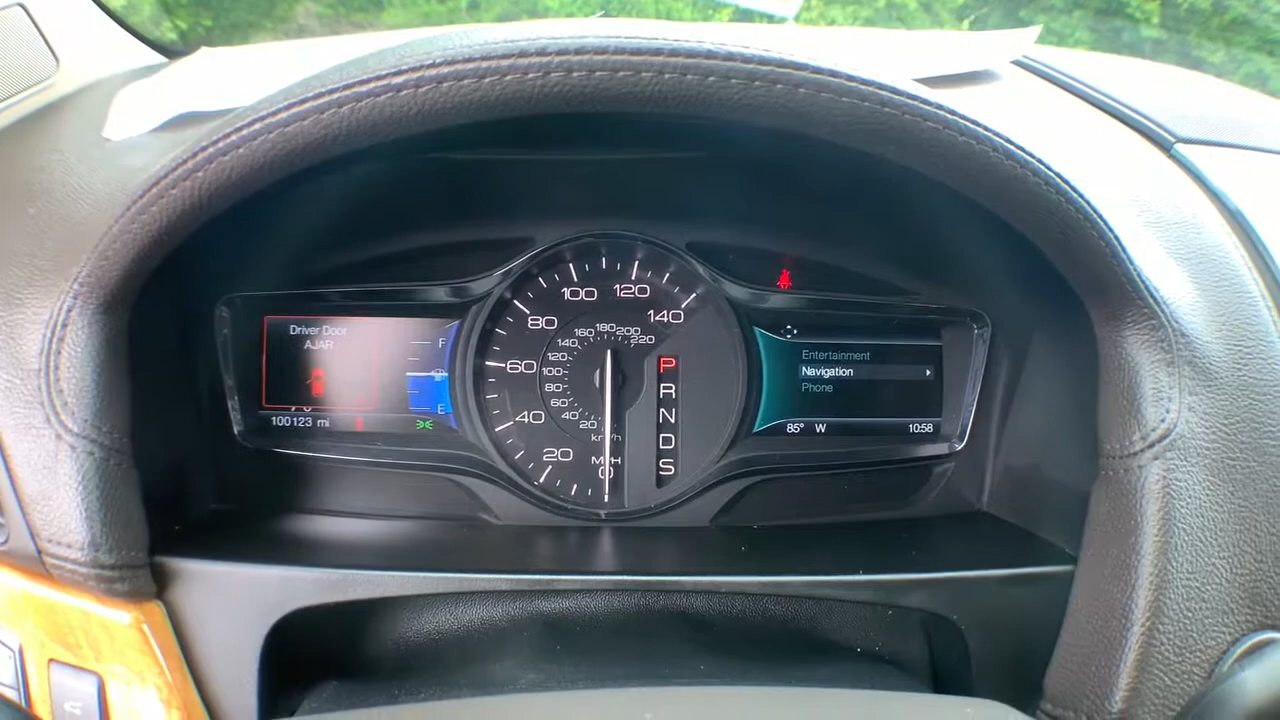 Driver Door
AJAR
F
E
100123 mi
0
20
40
60
80
100
120
140
20
40
60
80
100
120
140
160
180
200
220
km/h
MPH
P
R
N
D
S
Entertainment
Navigation
Phone
85° W
10:58